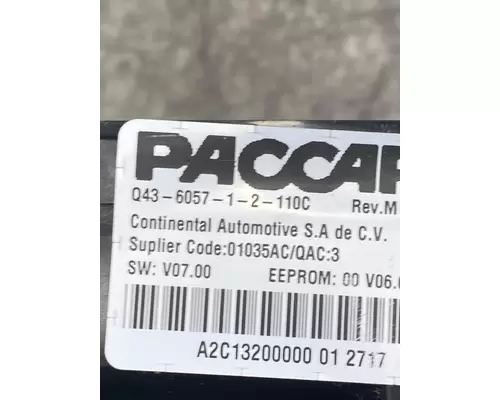 PACCAR
Q43-6057-1-2-110C Rev.M
Continental Automotive S.A de C.V.
Suplier Code:01035AC/QAC:3
SW: V07.00 EEPROM: 00 V06.0
A2C13200000 01 2717